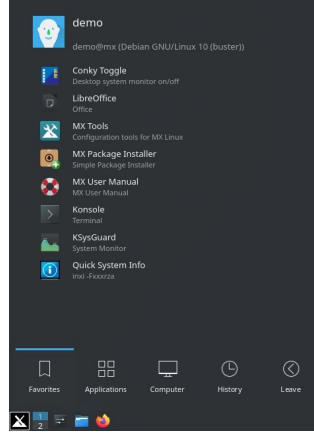 demo
demo@mx (Debian GNU/Linux 10 (buster))
Conky Toggle
Desktop system monitor on/off
LibreOffice
Office
MX Tools
Configuration tools for MX Linux
MX Package Installer
Simple Package Installer
MX User Manual
MX User Manual
Konsole
Terminal
KSysGuard
System Monitor
Quick System Info
inxi -Fxxxrza
Favorites Applications Computer History Leave
1
2